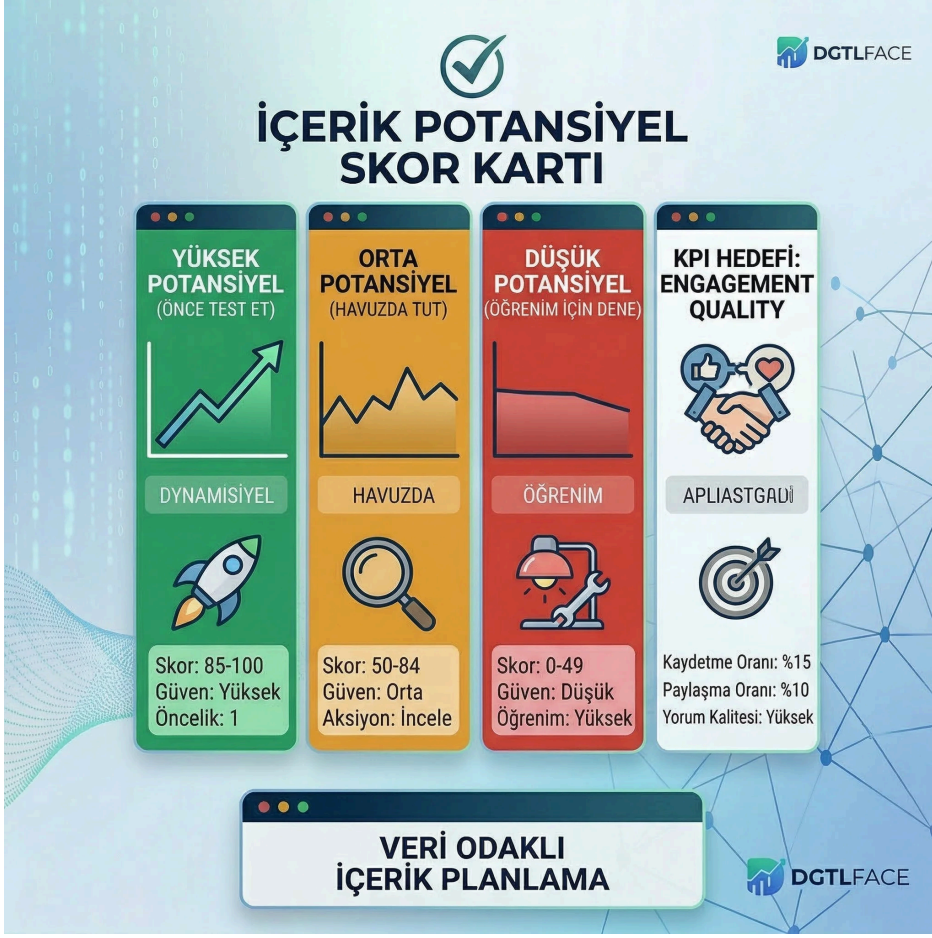 DGTLFACE
İÇERİK POTANSİYEL
SKOR KARTI
YÜKSEK
POTANSİYEL
(ÖNCE TEST ET)
DYNAMISIYEL
Skor: 85-100
Güven: Yüksek
Öncelik: 1
ORTA
POTANSİYEL
(HAVUZDA TUT)
HAVUZDA
Skor: 50-84
Güven: Orta
Aksiyon: İncele
DÜŞÜK
POTANSİYEL
(ÖĞRENİM İÇİN DENE)
ÖĞRENİM
Skor: 0-49
Güven: Düşük
Öğrenim: Yüksek
KPI HEDEFİ:
ENGAGEMENT
QUALITY
Kaydetme Oranı: %15
Paylaşma Oranı: %10
Yorum Kalitesi: Yüksek
VERİ ODAKLI
İÇERİK PLANLAMA
DGTLFACE